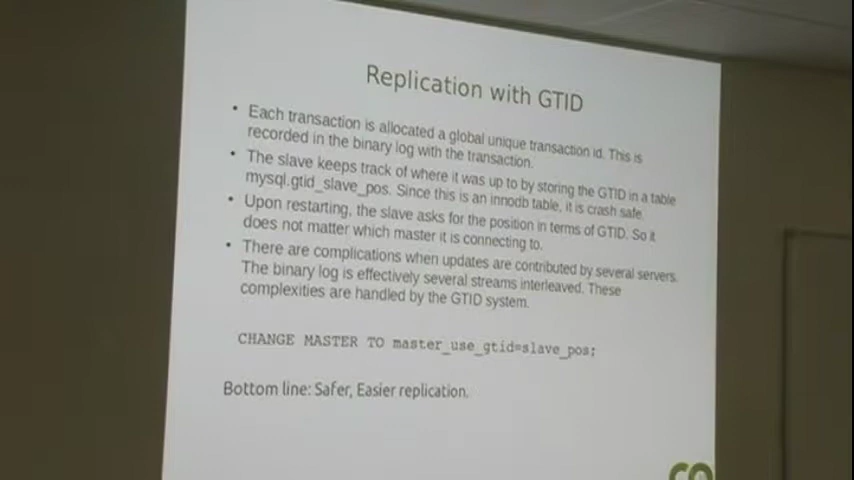 Replication with GTID
• Each transaction is allocated a global unique transaction id. This is
recorded in the binary log with the transaction.
• The slave keeps track of where it was up to by storing the GTID in a table
mysql.gtid_slave_pos. Since this is an innodb table, it is crash safe.
• Upon restarting, the slave asks for the position in terms of GTID. So it
does not matter which master it is connecting to.
• There are complications when updates are contributed by several servers.
The binary log is effectively several streams interleaved. These
complexities are handled by the GTID system.
CHANGE MASTER TO master_use_gtid=slave_pos;
Bottom line: Safer, Easier replication.